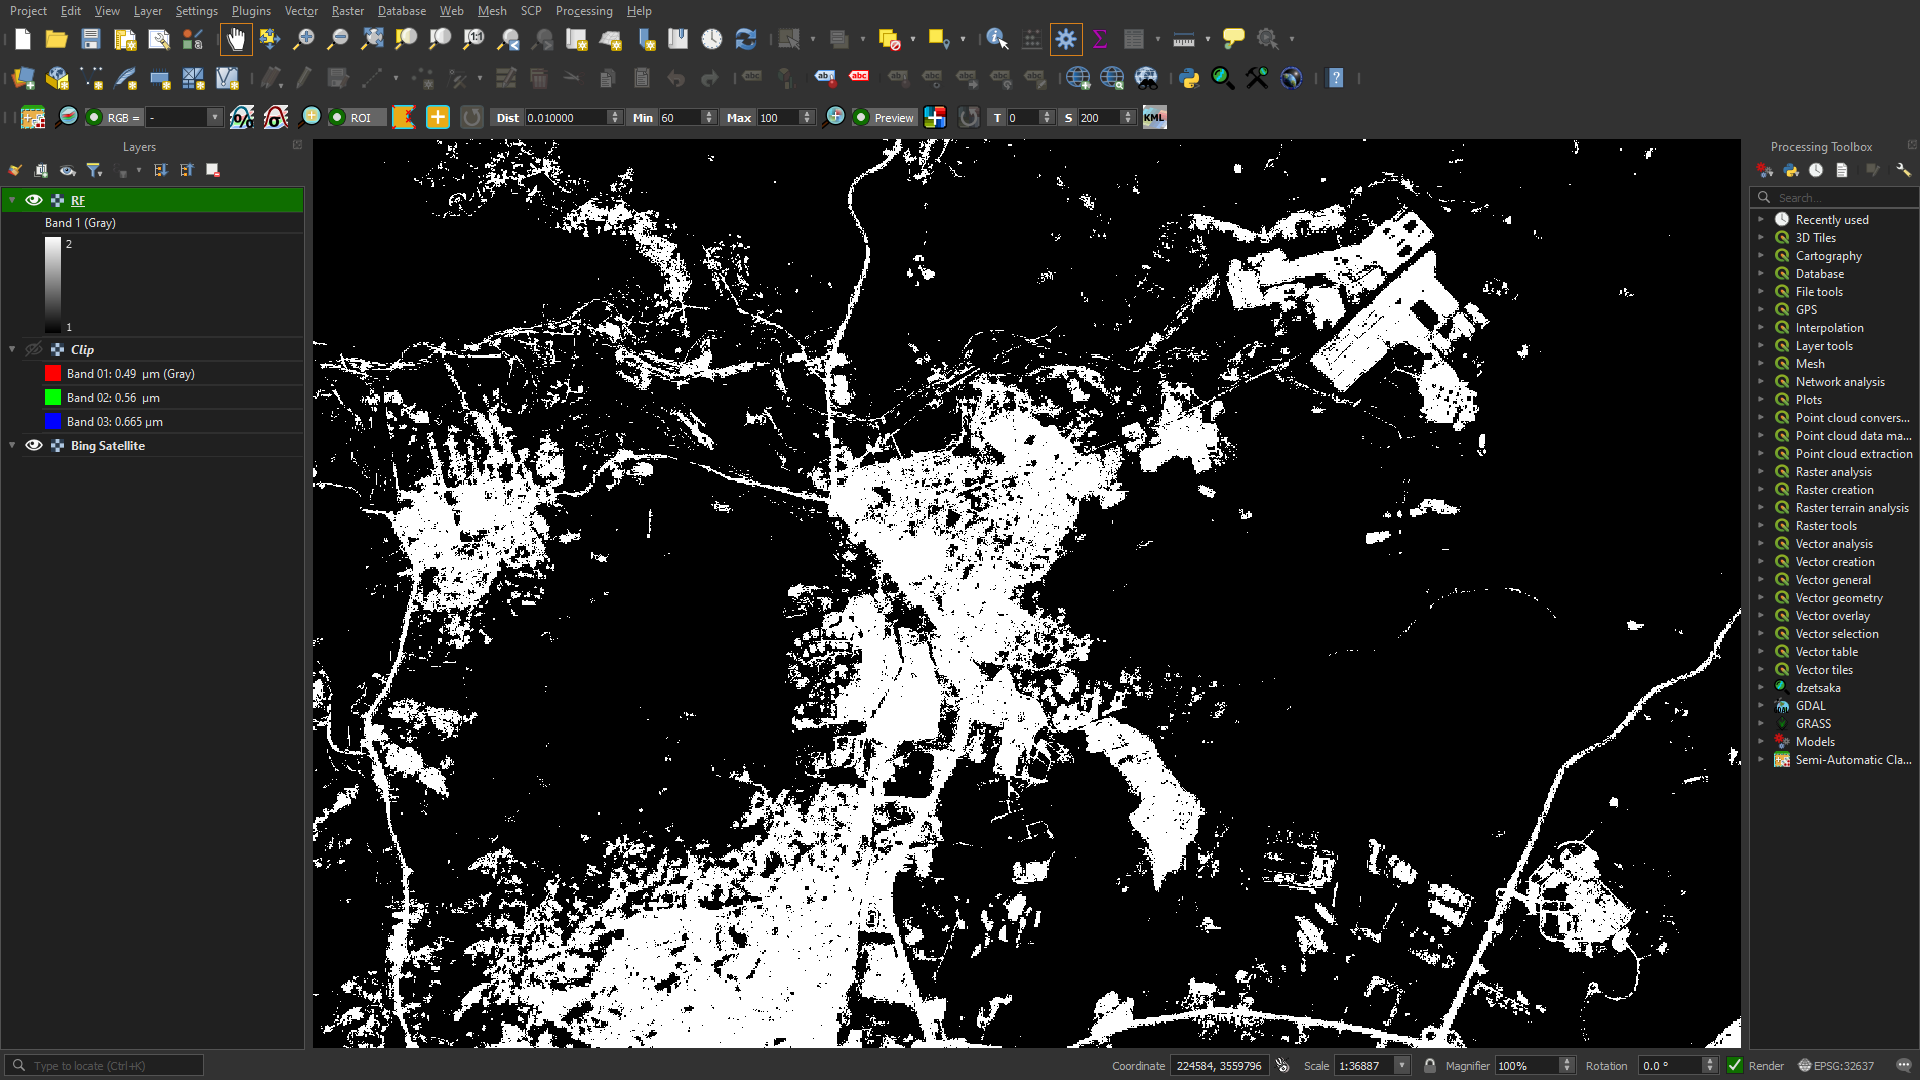 Project Edit View Layer Settings Plugins Vector Raster Database Web Mesh SCP Processing Help
RGB = - ROI Dist 0.010000 Min 60 Max 100 Preview T 0 S 200 KML
Layers
RF
Band 1 (Gray)
2
1
Clip
Band 01: 0.49 µm (Gray)
Band 02: 0.56 µm
Band 03: 0.665 µm
Bing Satellite
Processing Toolbox
Search...
Recently used
3D Tiles
Cartography
Database
File tools
GPS
Interpolation
Layer tools
Mesh
Network analysis
Plots
Point cloud convers...
Point cloud data ma...
Point cloud extraction
Raster analysis
Raster creation
Raster terrain analysis
Raster tools
Vector analysis
Vector creation
Vector general
Vector geometry
Vector overlay
Vector selection
Vector table
Vector tiles
dzetsaka
GDAL
GRASS
Models
Semi-Automatic Cla...
Type to locate (Ctrl+K) Coordinate 224584, 3559796 Scale 1:36887 Magnifier 100% Rotation 0.0 ° Render EPSG:32637